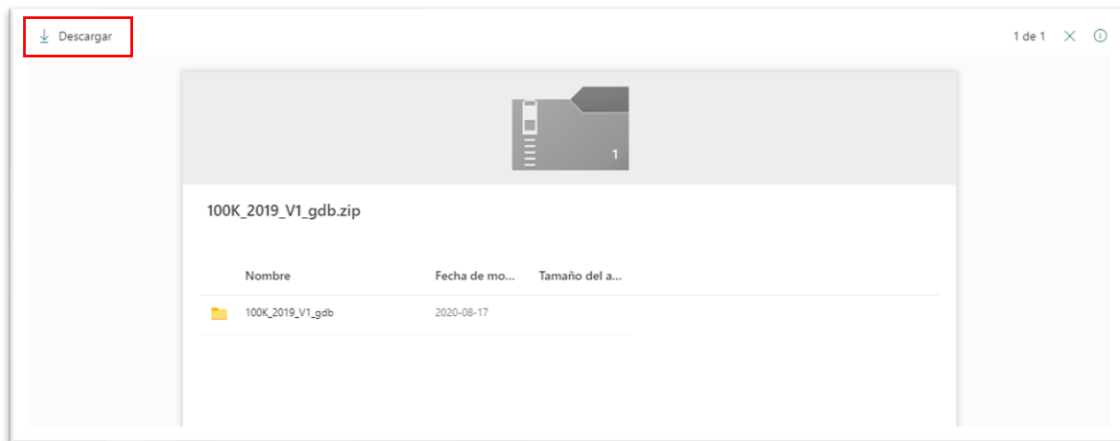 Descargar
1 de 1
1
100K_2019_V1_gdb.zip
Nombre Fecha de mo... Tamaño del a...
100K_2019_V1_gdb 2020-08-17